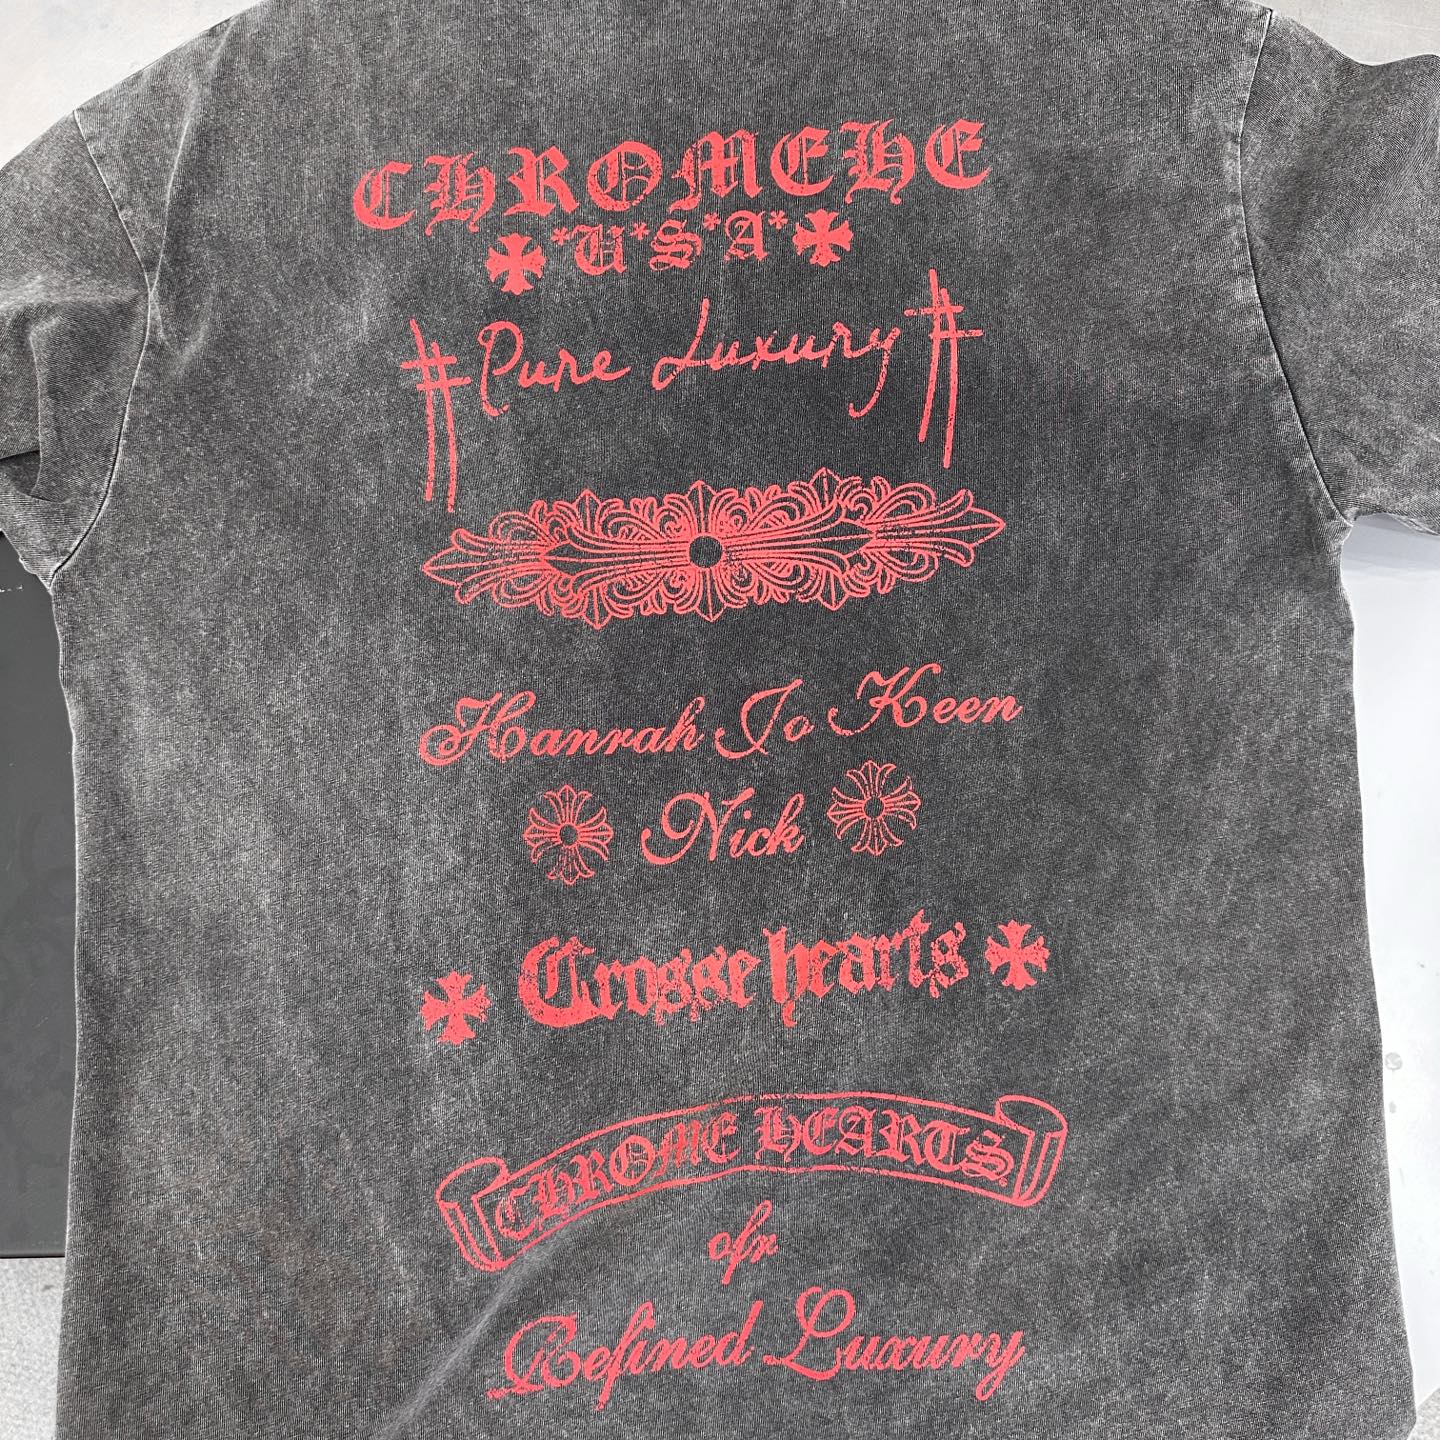 CHROMEHE
*U*S*A*
Pure Luxury
Hanrah Jo Keen
Nick
Crosse hearts
CHROME HEARTS
ofr
Refined Luxury